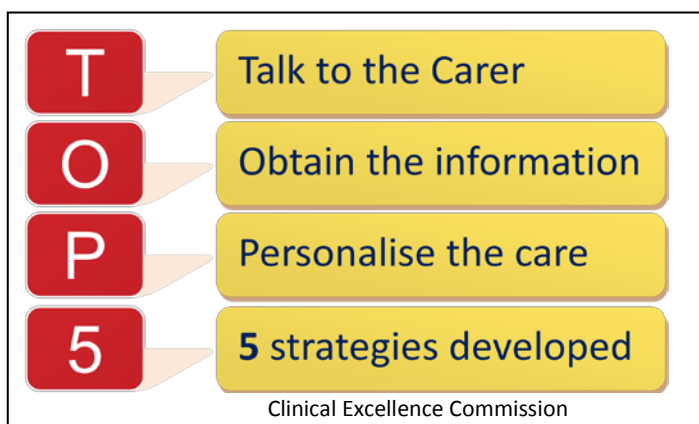 T Talk to the Carer
O Obtain the information
P Personalise the care
5 5 strategies developed
Clinical Excellence Commission